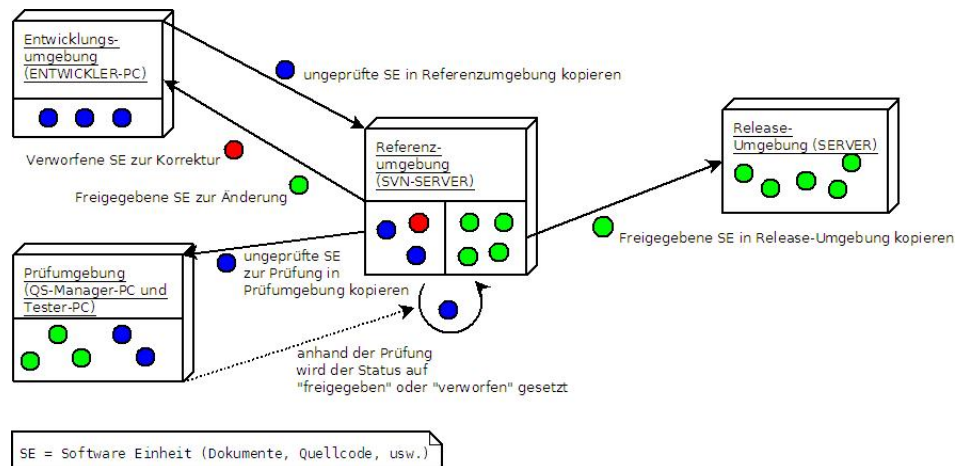 Entwicklungs-
umgebung
(ENTWICKLER-PC)
ungeprüfte SE in Referenzumgebung kopieren
Verworfene SE zur Korrektur
Freigegebene SE zur Änderung
Referenz-
umgebung
(SVN-SERVER)
Release-
Umgebung (SERVER)
Freigegebene SE in Release-Umgebung kopieren
Prüfumgebung
(QS-Manager-PC und
Tester-PC)
ungeprüfte SE
zur Prüfung in
Prüfumgebung kopieren
anhand der Prüfung
wird der Status auf
"freigegeben" oder "verworfen" gesetzt
SE = Software Einheit (Dokumente, Quellcode, usw.)